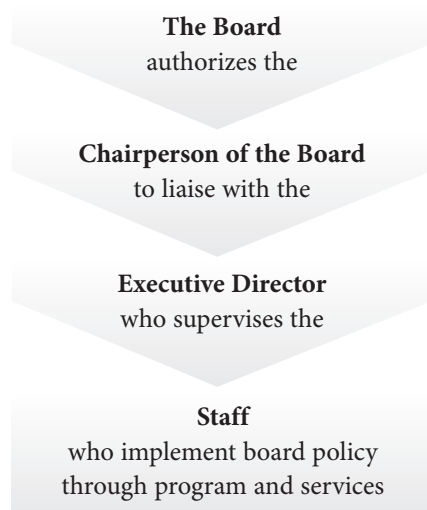 The Board
authorizes the
Chairperson of the Board
to liaise with the
Executive Director
who supervises the
Staff
who implement board policy
through program and services